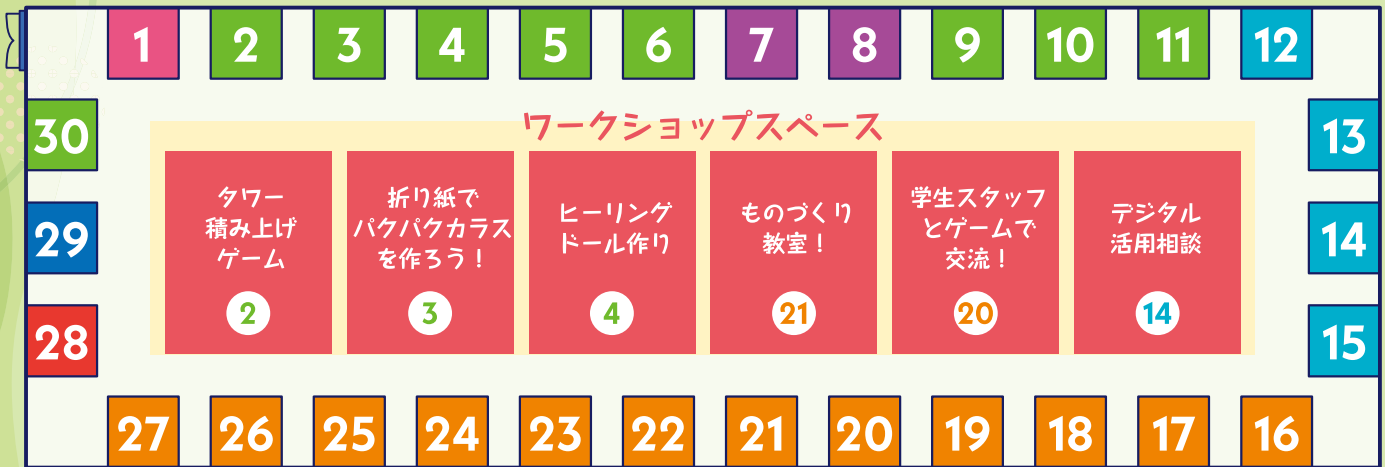 1 2 3 4 5 6 7 8 9 10 11 12
30
29
28
13
14
15
ワークショップスペース
タワー
積み上げ
ゲーム
2
折り紙で
パクパクカラス
を作ろう!
3
ヒーリング
ドール作り
4
ものづくり
教室!
21
学生スタッフ
とゲームで
交流!
20
デジタル
活用相談
14
27 26 25 24 23 22 21 20 19 18 17 16